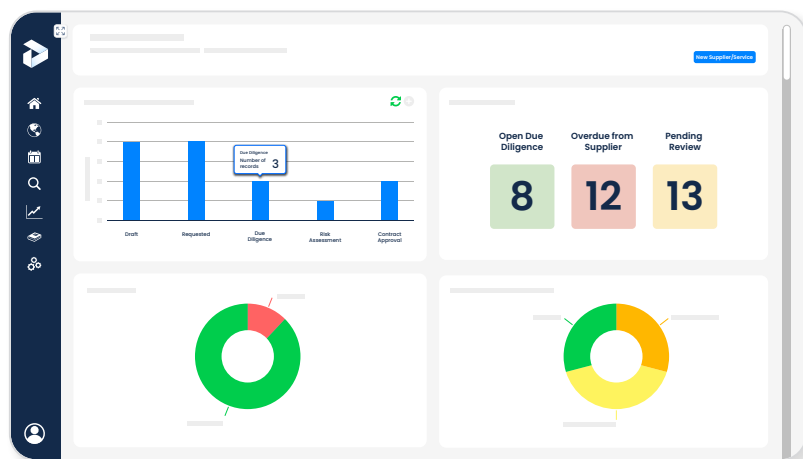 New Supplier/Service
Due Diligence
Number of
records
3
Draft
Requested
Due
Diligence
Risk
Assessment
Contract
Approval
Open Due
Diligence
Overdue from
Supplier
Pending
Review
8
12
13